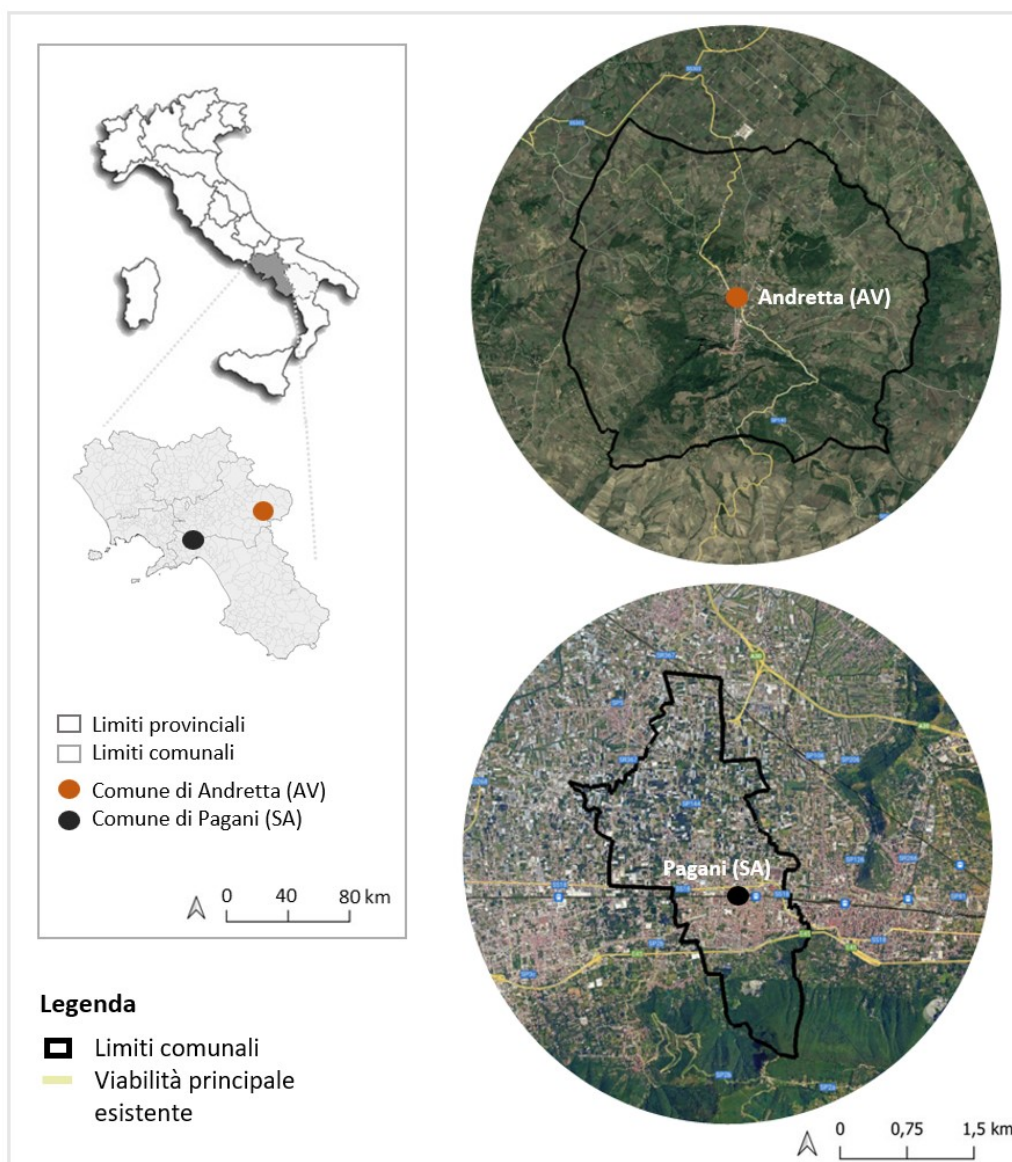 Limiti provinciali
Limiti comunali
Comune di Andretta (AV)
Comune di Pagani (SA)
0 40 80 km
Legenda
Limiti comunali
Viabilità principale
esistente
Andretta (AV)
Pagani (SA)
SP144
0 0,75 1,5 km